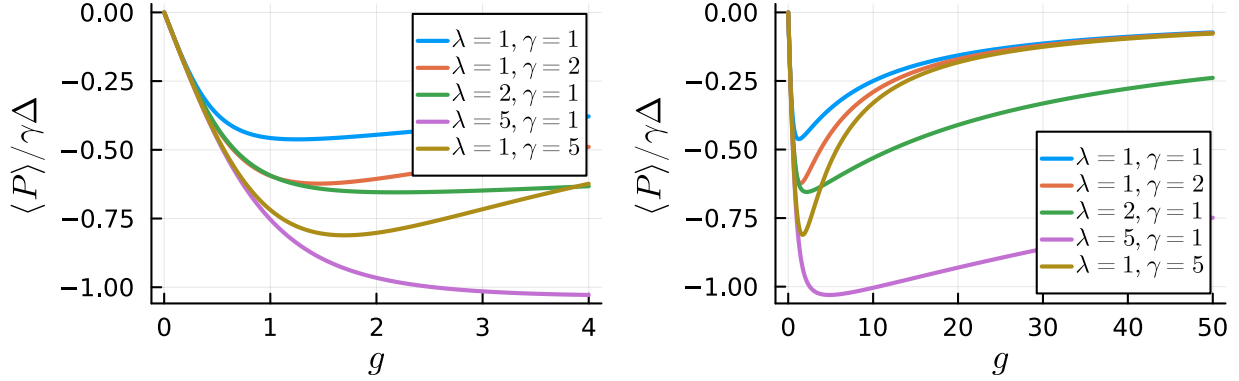 ⟨P⟩/γΔ
0.00
−0.25
−0.50
−0.75
−1.00
0 1 2 3 4
g
λ = 1, γ = 1
λ = 1, γ = 2
λ = 2, γ = 1
λ = 5, γ = 1
λ = 1, γ = 5
⟨P⟩/γΔ
0.00
−0.25
−0.50
−0.75
−1.00
0 10 20 30 40 50
g
λ = 1, γ = 1
λ = 1, γ = 2
λ = 2, γ = 1
λ = 5, γ = 1
λ = 1, γ = 5